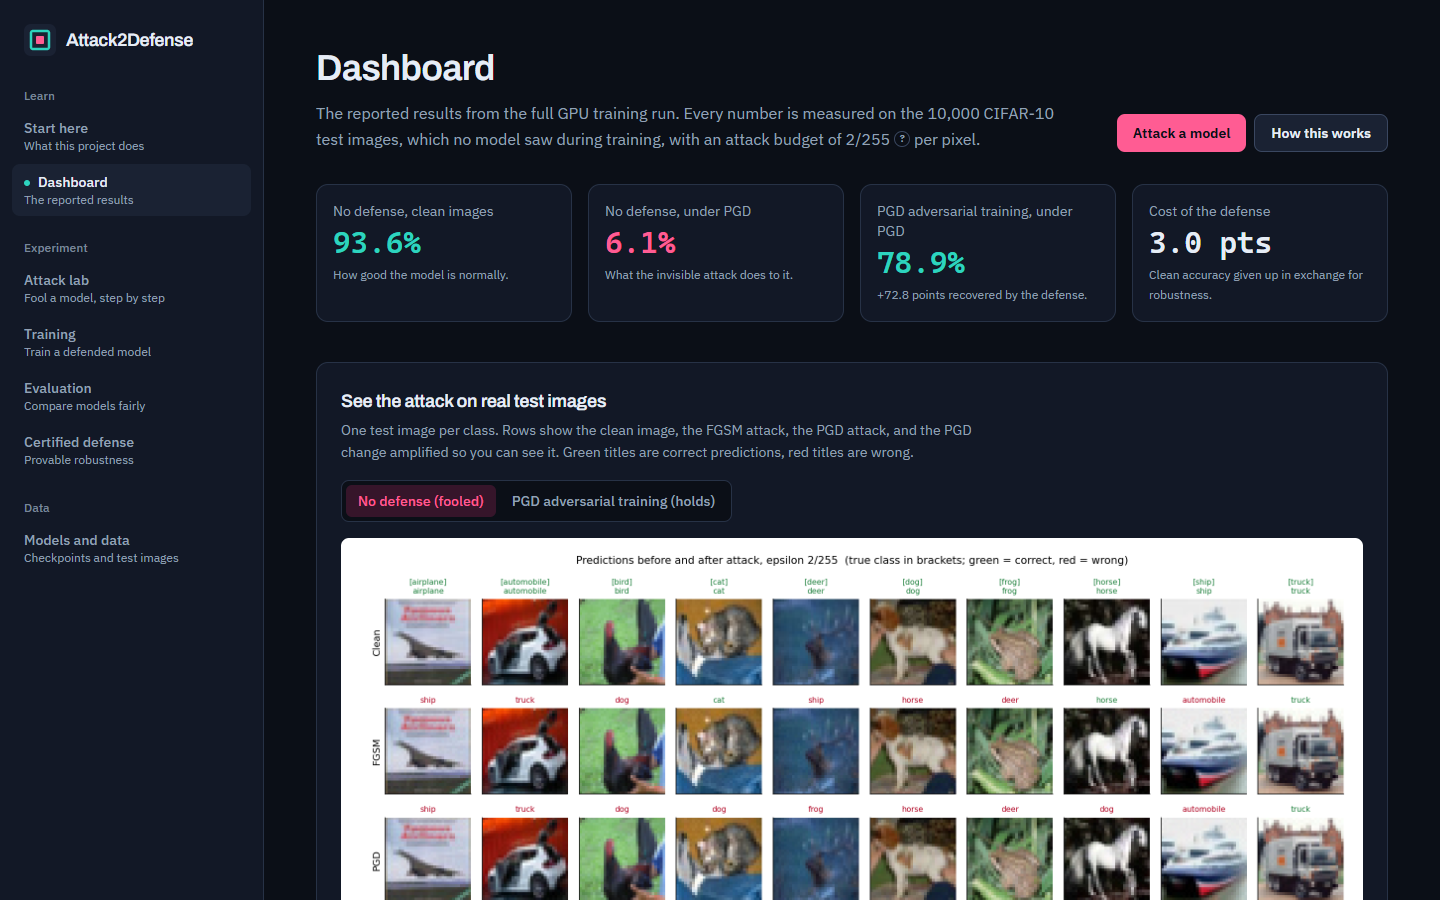 Attack2Defense
Learn
Start here
What this project does
Dashboard
The reported results
Experiment
Attack lab
Fool a model, step by step
Training
Train a defended model
Evaluation
Compare models fairly
Certified defense
Provable robustness
Data
Models and data
Checkpoints and test images
Dashboard
The reported results from the full GPU training run. Every number is measured on the 10,000 CIFAR-10
test images, which no model saw during training, with an attack budget of 2/255 ? per pixel.
Attack a model
How this works
No defense, clean images
93.6%
How good the model is normally.
No defense, under PGD
6.1%
What the invisible attack does to it.
PGD adversarial training, under
PGD
78.9%
+72.8 points recovered by the defense.
Cost of the defense
3.0 pts
Clean accuracy given up in exchange for
robustness.
See the attack on real test images
One test image per class. Rows show the clean image, the FGSM attack, the PGD attack, and the PGD
change amplified so you can see it. Green titles are correct predictions, red titles are wrong.
No defense (fooled)
PGD adversarial training (holds)
Predictions before and after attack, epsilon 2/255 (true class in brackets; green = correct, red = wrong)
[airplane] [automobile] [bird] [cat] [deer] [dog] [frog] [horse] [ship] [truck]
airplane automobile bird cat deer dog frog horse ship truck
Clean
ship truck dog cat ship horse deer horse automobile truck
FGSM
ship truck dog dog frog horse deer dog automobile truck
PGD